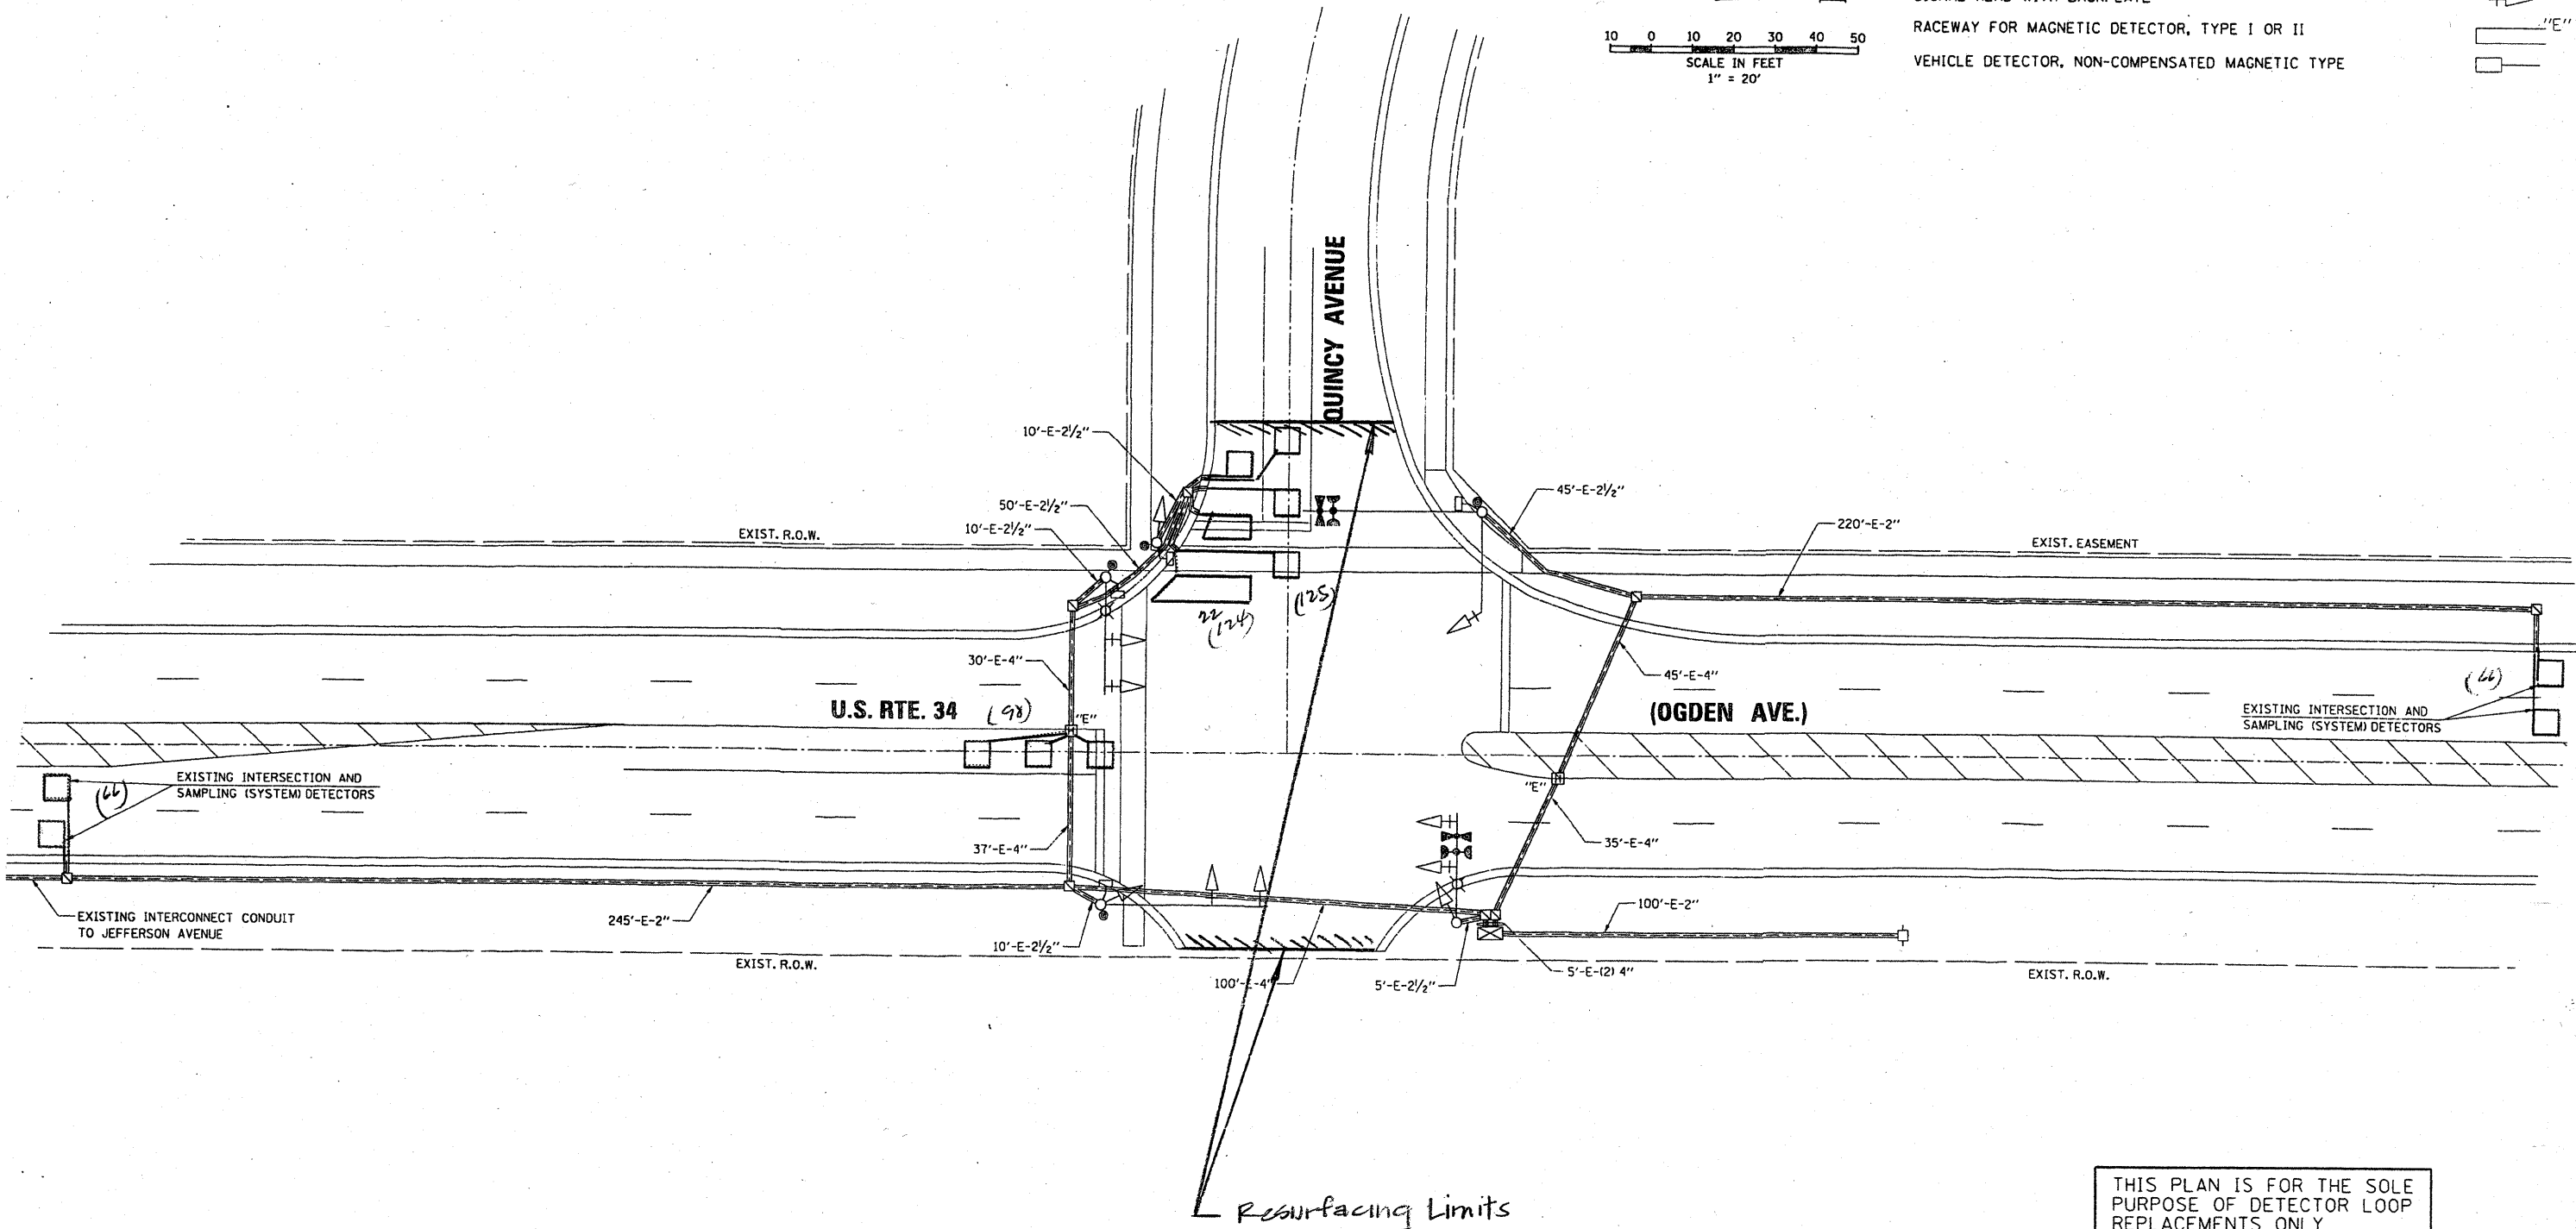 10 0 10 20 30 40 50
SCALE IN FEET
1" = 20'
RACEWAY FOR MAGNETIC DETECTOR, TYPE I OR II
"E"
VEHICLE DETECTOR, NON-COMPENSATED MAGNETIC TYPE
QUINCY AVENUE
10'-E-2½"
50'-E-2½"
10'-E-2½"
45'-E-2½"
220'-E-2"
EXIST. R.O.W.
EXIST. EASEMENT
22
(124)
(125)
30'-E-4"
45'-E-4"
(66)
U.S. RTE. 34
(98)
"E"
(OGDEN AVE.)
EXISTING INTERSECTION AND
SAMPLING (SYSTEM) DETECTORS
EXISTING INTERSECTION AND
SAMPLING (SYSTEM) DETECTORS
(66)
"E"
37'-E-4"
35'-E-4"
EXISTING INTERCONNECT CONDUIT
TO JEFFERSON AVENUE
245'-E-2"
100'-E-2"
10'-E-2½"
EXIST. R.O.W.
100'-E-4"
5'-E-2½"
5'-E-(2) 4"
EXIST. R.O.W.
Resurfacing Limits
THIS PLAN IS FOR THE SOLE
PURPOSE OF DETECTOR LOOP
REPLACEMENTS ONLY